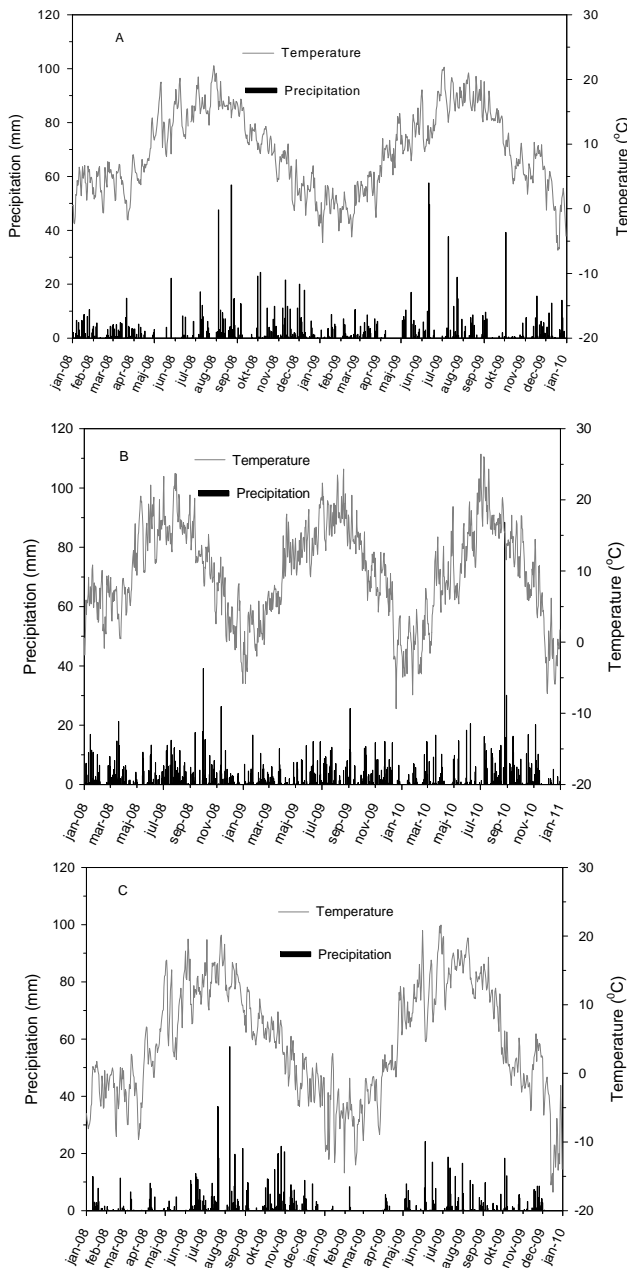 A
Temperature
Precipitation
Precipitation (mm)
120
100
80
60
40
20
0
30
20
10
0
-10
-20
Temperature (°C)
jan-08
feb-08
mar-08
apr-08
maj-08
jun-08
jul-08
aug-08
sep-08
okt-08
nov-08
dec-08
jan-09
feb-09
mar-09
apr-09
maj-09
jun-09
jul-09
aug-09
sep-09
okt-09
nov-09
dec-09
jan-10
B
Temperature
Precipitation
Precipitation (mm)
120
100
80
60
40
20
0
30
20
10
0
-10
-20
Temperature (°C)
jan-08
mar-08
maj-08
jul-08
sep-08
nov-08
jan-09
mar-09
maj-09
jul-09
sep-09
nov-09
jan-10
mar-10
maj-10
jul-10
sep-10
nov-10
jan-11
C
Temperature
Precipitation
Precipitation (mm)
120
100
80
60
40
20
0
30
20
10
0
-10
-20
Temperature (⁰C)
jan-08
feb-08
mar-08
apr-08
maj-08
jun-08
jul-08
aug-08
sep-08
okt-08
nov-08
dec-08
jan-09
feb-09
mar-09
apr-09
maj-09
jun-09
jul-09
aug-09
sep-09
okt-09
nov-09
dec-09
jan-10